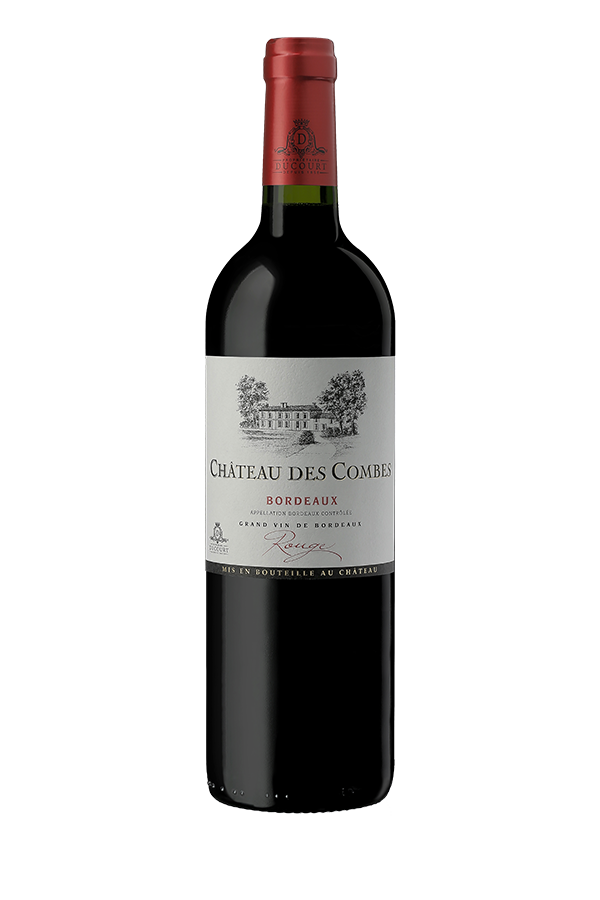 D
DUCOURT
CHÂTEAU DES COMBES
BORDEAUX
APPELLATION BORDEAUX CONTRÔLÉE
GRAND VIN DE BORDEAUX
Rouge
DUCOURT
MIS EN BOUTEILLE AU CHÂTEAU